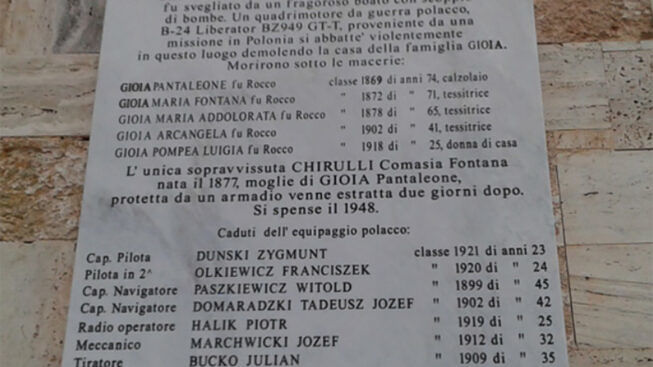 fu svegliato da un fragoroso boato con scoppio
di bombe. Un quadrimotore da guerra polacco,
B-24 Liberator BZ949 GT-T, proveniente da una
missione in Polonia si abbatte' violentemente
in questo luogo demolendo la casa della famiglia GIOIA.
Morirono sotto le macerie:
GIOIA PANTALEONE fu Rocco classe 1869 di anni 74, calzolaio
GIOIA MARIA FONTANA fu Rocco " 1872 di " 71, tessitrice
GIOIA MARIA ADDOLORATA fu Rocco " 1878 di " 65, tessitrice
GIOIA ARCANGELA fu Rocco " 1902 di " 41, tessitrice
GIOIA POMPEA LUIGIA fu Rocco " 1918 di " 25, donna di casa
L' unica sopravvissuta CHIRULLI Comasia Fontana
nata il 1877, moglie di GIOIA Pantaleone,
protetta da un armadio venne estratta due giorni dopo.
Si spense il 1948.
Caduti dell' equipaggio polacco:
Cap. Pilota DUNSKI ZYGMUNT classe 1921 di anni 23
Pilota in 2^ OLKIEWICZ FRANCISZEK " 1920 di " 24
Cap. Navigatore PASZKIEWICZ WITOLD " 1899 di " 45
Cap. Navigatore DOMARADZKI TADEUSZ JOZEF " 1902 di " 42
Radio operatore HALIK PIOTR " 1919 di " 25
Meccanico MARCHWICKI JOZEF " 1912 di " 32
Tiratore BUCKO JULIAN " 1909 di " 35